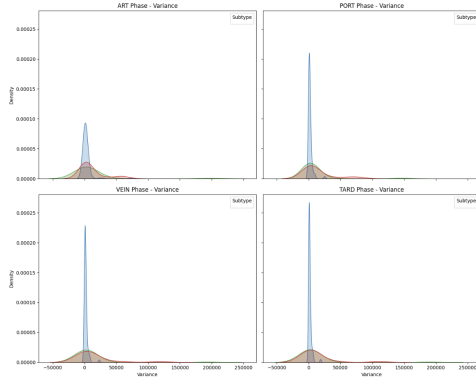 ART Phase - Variance
PORT Phase - Variance
Subtype
Subtype
Density
0.00025
0.00020
0.00015
0.00010
0.00005
0.00000
VEIN Phase - Variance
TARD Phase - Variance
Subtype
Subtype
Density
0.00025
0.00020
0.00015
0.00010
0.00005
0.00000
−50000 0 50000 100000 150000 200000 250000
−50000 0 50000 100000 150000 200000 250000
Variance
Variance